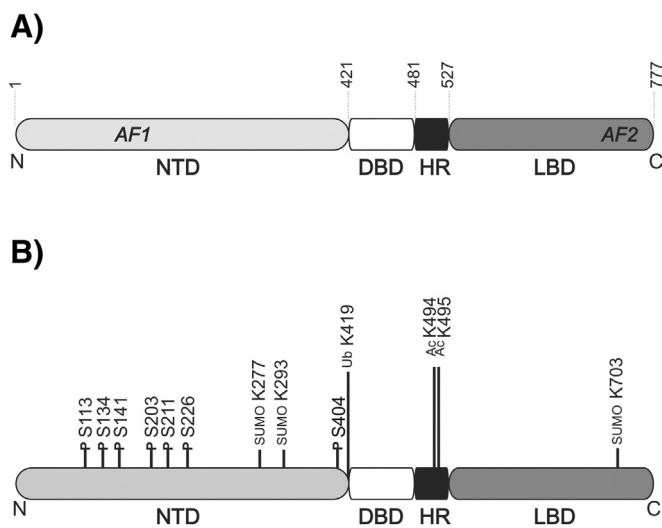 A)
1
421
481
527
777
AF1
AF2
N
NTD
DBD
HR
LBD
C
B)
P S113
P S134
P S141
P S203
P S211
P S226
SUMO K277
SUMO K293
P S404
Ub K419
Ac K494
Ac K495
SUMO K703
N
NTD
DBD
HR
LBD
C